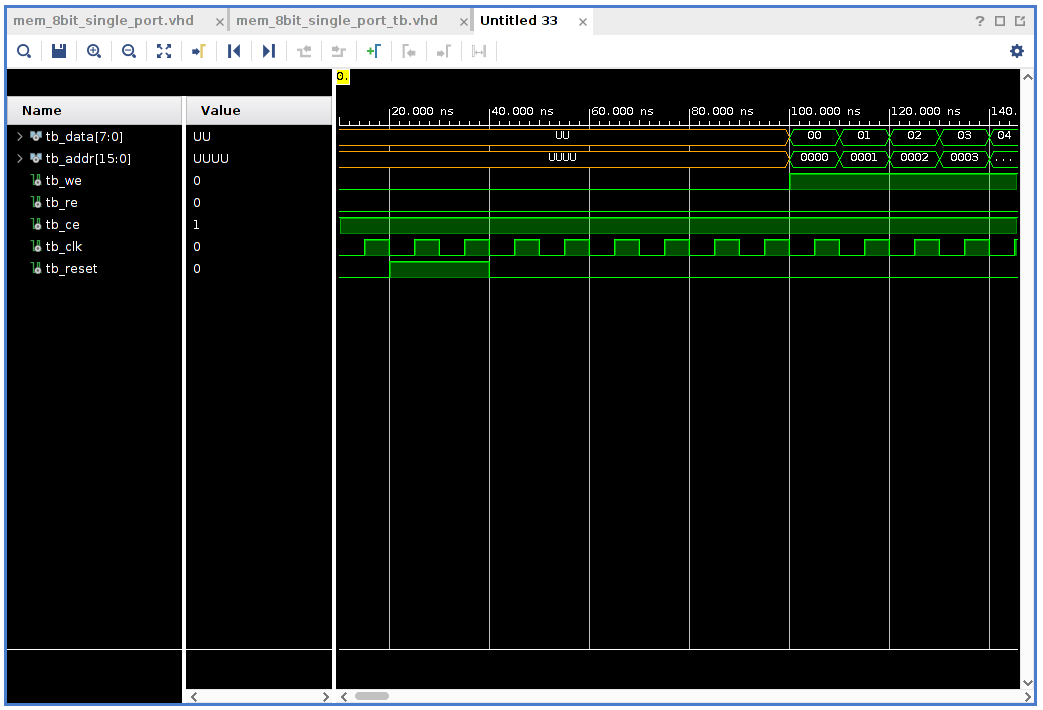 mem_8bit_single_port.vhd × mem_8bit_single_port_tb.vhd × Untitled 33 × ?
0.
Name Value
20.000 ns 40.000 ns 60.000 ns 80.000 ns 100.000 ns 120.000 ns 140.
tb_data[7:0] UU UU 00 01 02 03 04
tb_addr[15:0] UUUU UUUU 0000 0001 0002 0003 ...
tb_we 0
tb_re 0
tb_ce 1
tb_clk 0
tb_reset 0